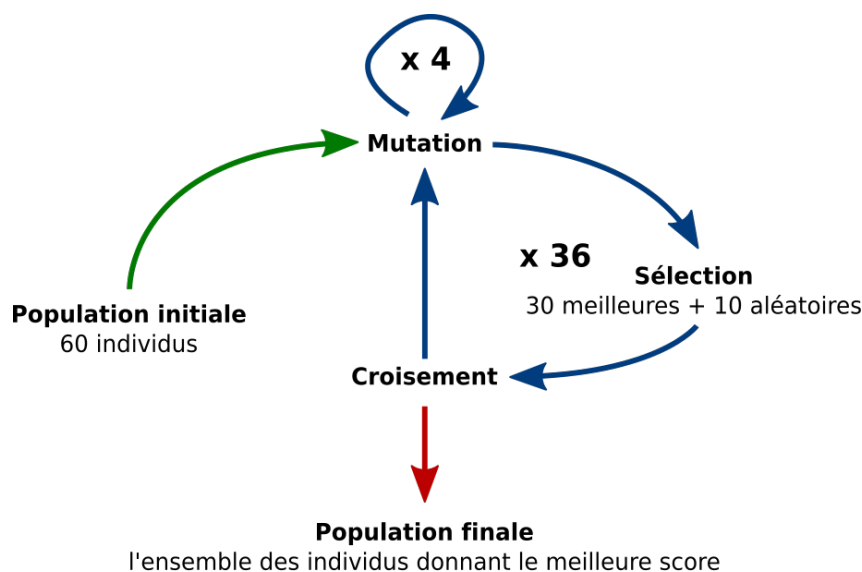 x 4
Mutation
x 36
Sélection
30 meilleures + 10 aléatoires
Population initiale
60 individus
Croisement
Population finale
l'ensemble des individus donnant le meilleure score